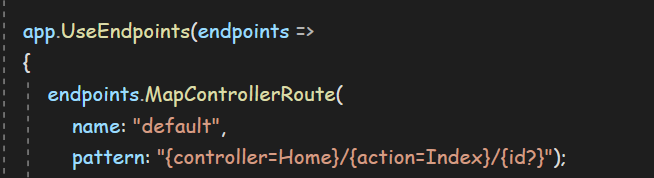 app.UseEndpoints(endpoints =>
{
endpoints.MapControllerRoute(
name: "default",
pattern: "{controller=Home}/{action=Index}/{id?}");